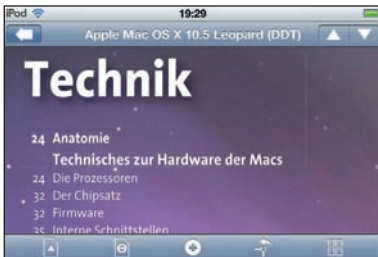 iPod 19:29
Apple Mac OS X 10.5 Leopard (DDT)
Technik
24 Anatomie
Technisches zur Hardware der Macs
24 Die Prozessoren
32 Der Chipsatz
32 Firmware
35 Interne Schnittstellen